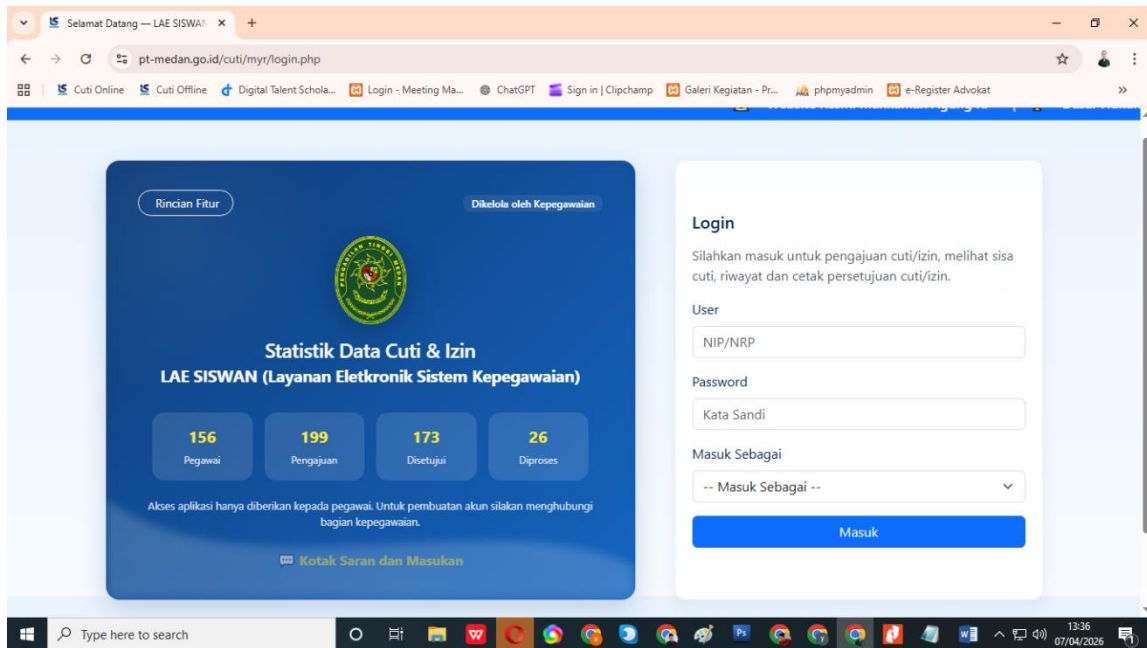 Selamat Datang — LAE SISWAN
pt-medan.go.id/cuti/myr/login.php
Cuti Online Cuti Offline Digital Talent Schola... Login - Meeting Ma... ChatGPT Sign in | Clipchamp Galeri Kegiatan - Pr... phpmyadmin e-Register Advokat
Rincian Fitur
Dikelola oleh Kepegawaian
PENGADILAN TINGGI MEDAN
Statistik Data Cuti & Izin
LAE SISWAN (Layanan Eletkronik Sistem Kepegawaian)
156 199 173 26
Pegawai Pengajuan Disetujui Diproses
Akses aplikasi hanya diberikan kepada pegawai. Untuk pembuatan akun silakan menghubungi
bagian kepegawaian.
Kotak Saran dan Masukan
Login
Silahkan masuk untuk pengajuan cuti/izin, melihat sisa
cuti, riwayat dan cetak persetujuan cuti/izin.
User
NIP/NRP
Password
Kata Sandi
Masuk Sebagai
-- Masuk Sebagai --
Masuk
Type here to search
13:36
07/04/2026